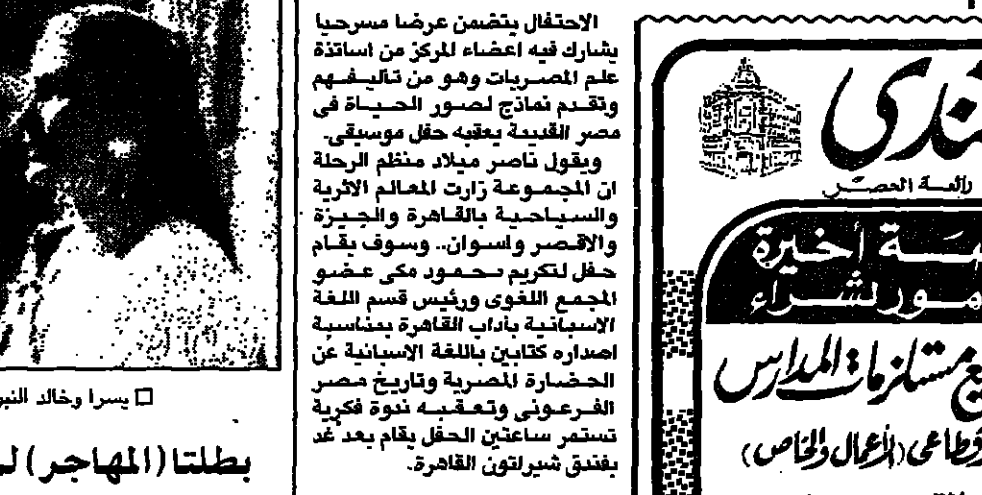 الاحتفال يتضمن عرضا مسرحيا
يشارك فيه اعضاء المركز من اساتذة
علم المصريات وهو من تاليفهم
وتقدم نماذج لصور الحياة فى
مصر القديمة يعقبه حفل موسيقى.
ويقول ناصر ميلاد منظم الرحلة
ان المجموعة زارت المعالم الاثرية
والسياحية بالقاهرة والجيزة
والاقصر واسوان.. وسوف يقام
حفل لتكريم محمود مكى عضو
المجمع اللغوى ورئيس قسم اللغة
الاسبانية باداب القاهرة بمناسبة
اصداره كتابين باللغة الاسبانية عن
الحضارة المصرية وتاريخ مصر
الفرعونى وتعقبه ندوة فكرية
تستمر ساعتين الحفل يقام بعد غد
بفندق شيراتون القاهرة.
□ يسرا وخالد النبو
بطلتا (المهاجر) لـ
رائعة العصر
أخيرة
مستلزمات المدارس
(الأعمال والخاص)